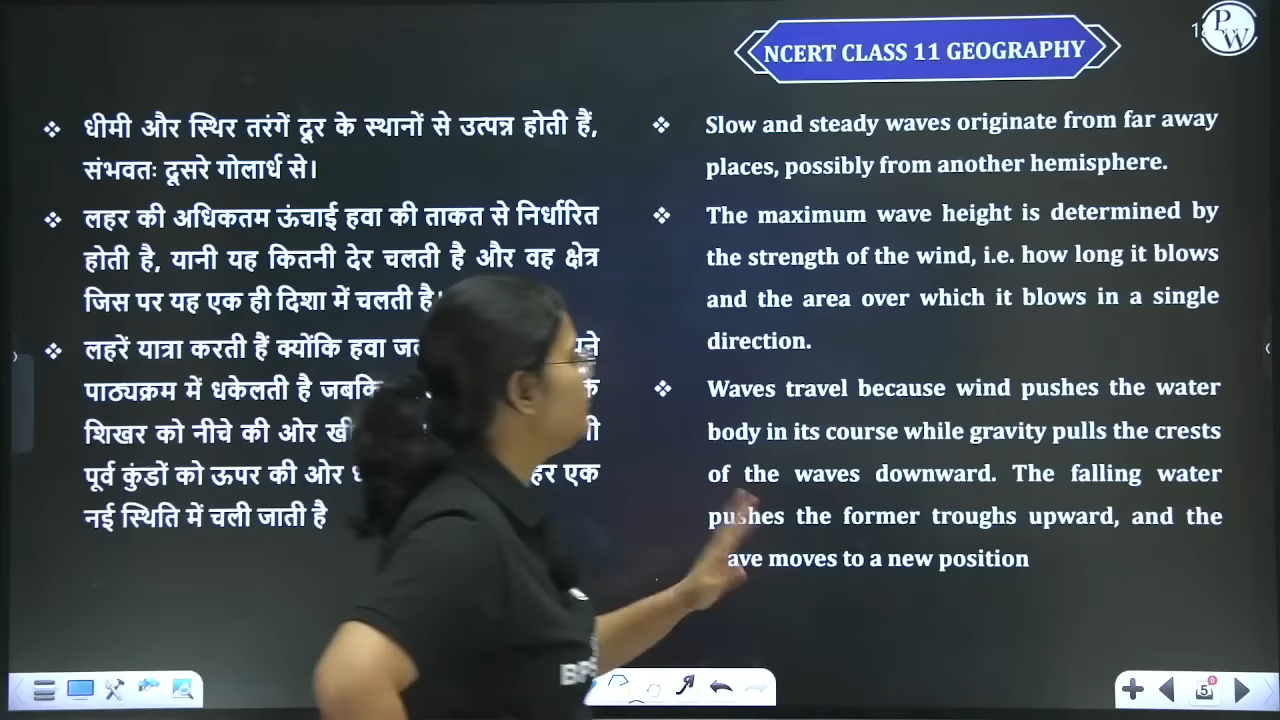 NCERT CLASS 11 GEOGRAPHY
PW
❖ धीमी और स्थिर तरंगें दूर के स्थानों से उत्पन्न होती हैं,
संभवतः दूसरे गोलार्ध से।
❖ लहर की अधिकतम ऊंचाई हवा की ताकत से निर्धारित
होती है, यानी यह कितनी देर चलती है और वह क्षेत्र
जिस पर यह एक ही दिशा में चलती है।
❖ लहरें यात्रा करती हैं क्योंकि हवा
पाठ्यक्रम में धकेलती है जबकि
शिखर को नीचे की ओर
पूर्व कुंडों को ऊपर की ओर एक
नई स्थिति में चली जाती है
❖ Slow and steady waves originate from far away
places, possibly from another hemisphere.
❖ The maximum wave height is determined by
the strength of the wind, i.e. how long it blows
and the area over which it blows in a single
direction.
❖ Waves travel because wind pushes the water
body in its course while gravity pulls the crests
of the waves downward. The falling water
pushes the former troughs upward, and the
ave moves to a new position
5